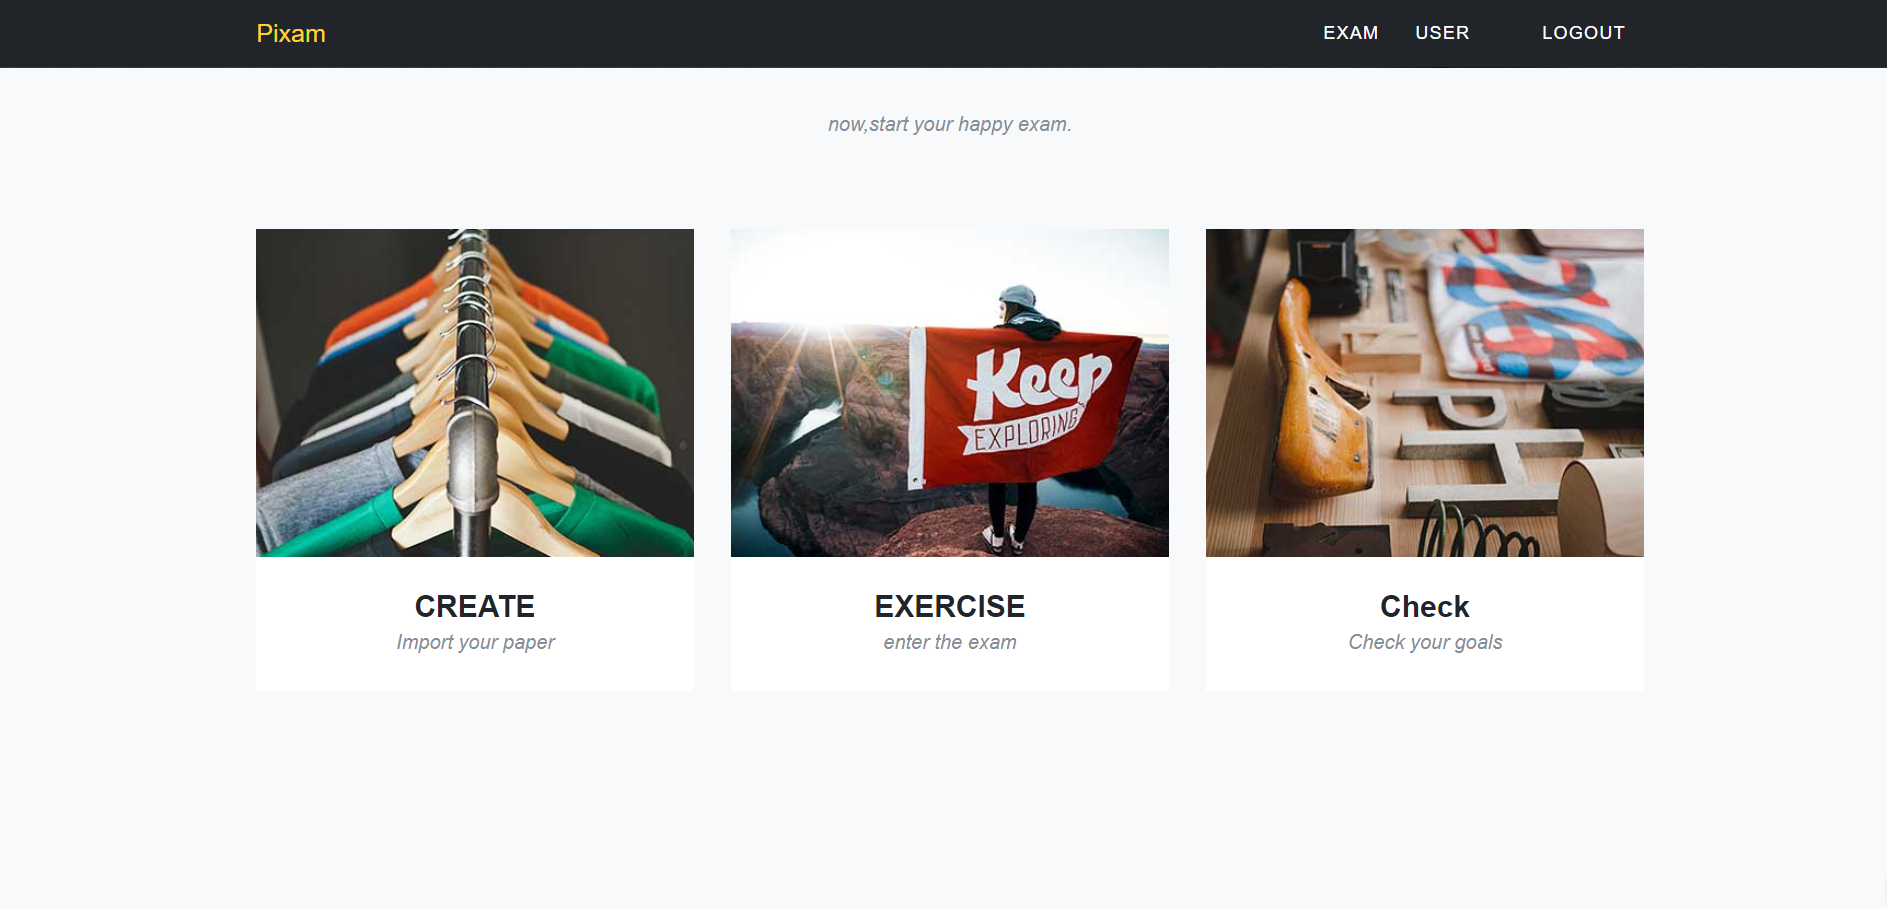 Pixam
EXAM USER LOGOUT
now,start your happy exam.
Keep
EXPLORING
PH
CREATE
Import your paper
EXERCISE
enter the exam
Check
Check your goals